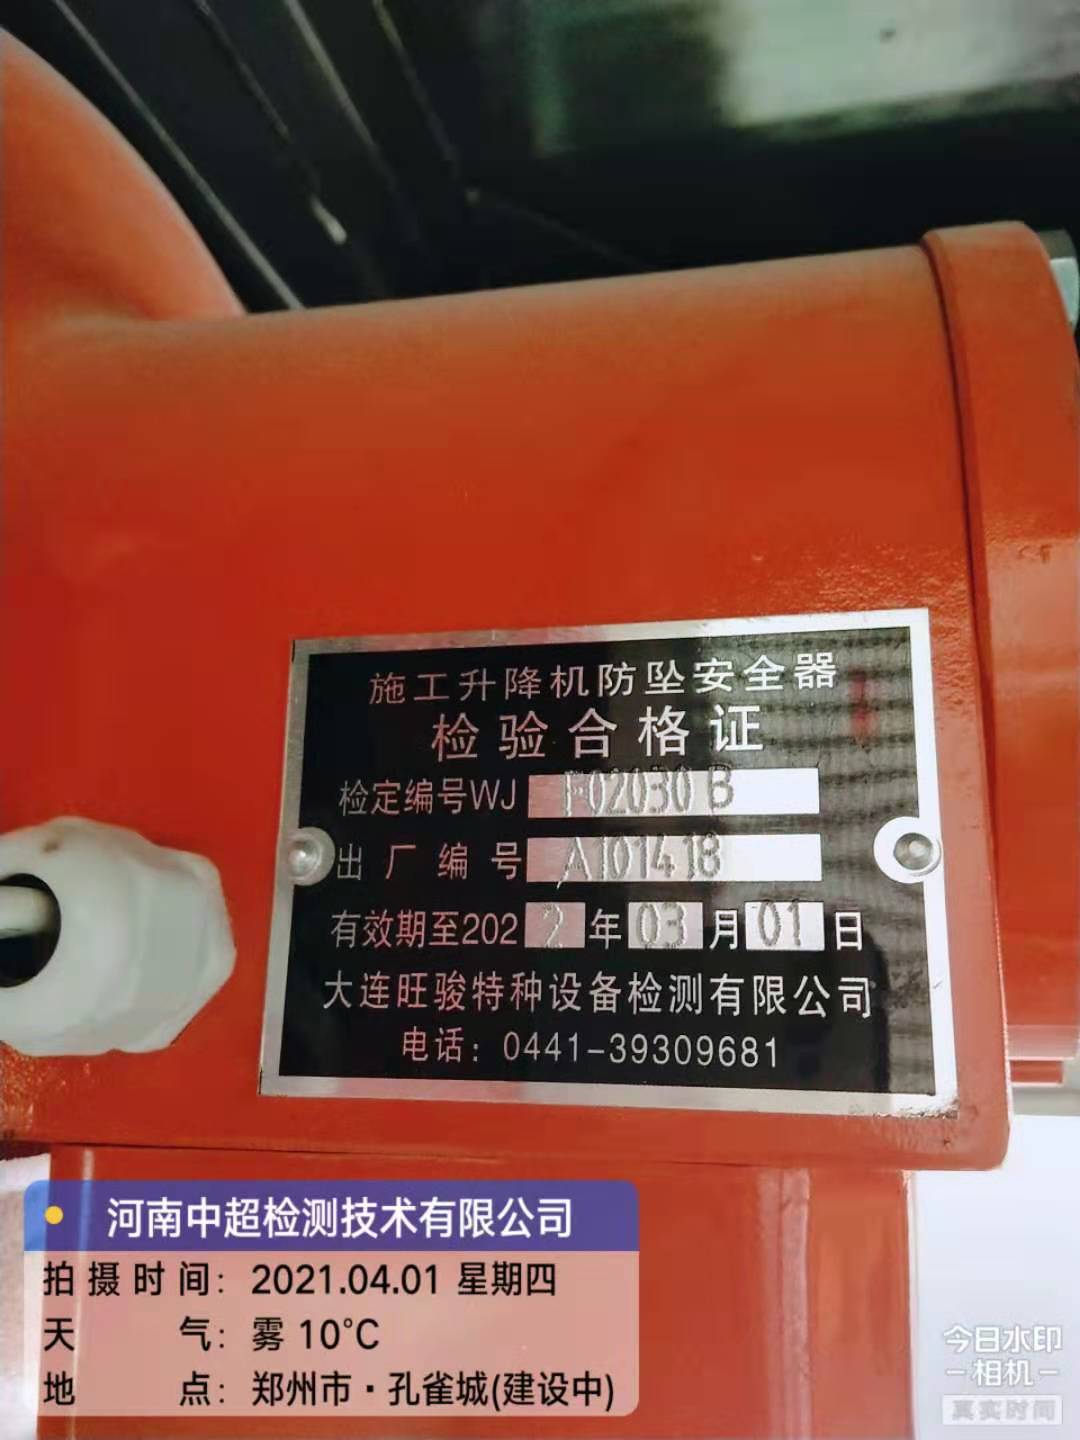 施工升降机防坠安全器
检验合格证
检定编号WJ F02030B
出厂编号 A101418
有效期至2022年03月01日
大连旺骏特种设备检测有限公司
电话：0441-39309681
河南中超检测技术有限公司
拍摄时间：2021.04.01 星期四
天气：雾 10℃
地点：郑州市·孔雀城(建设中)
今日水印
-相机-
真实时间